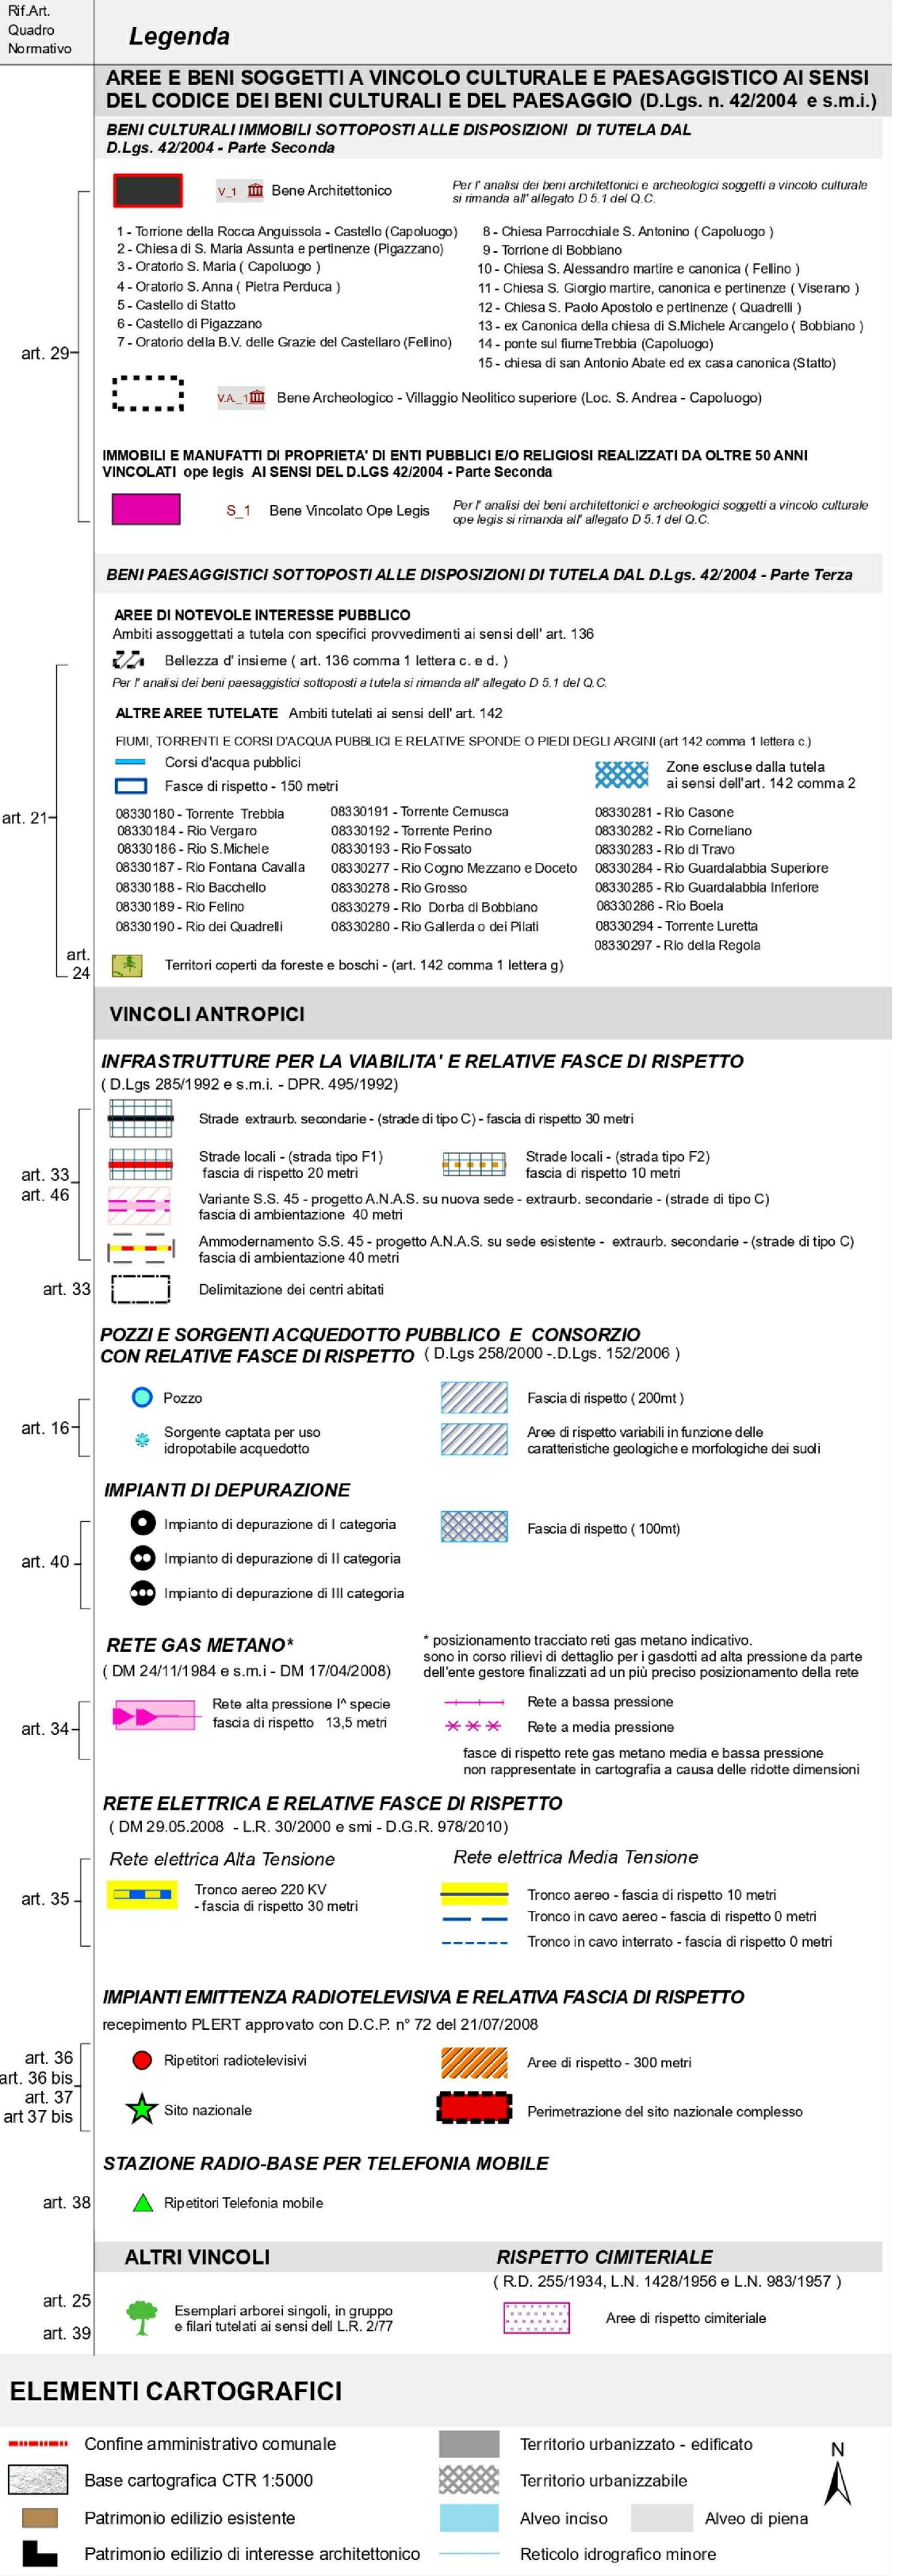 Rif.Art.
Quadro
Normativo
Legenda
AREE E BENI SOGGETTI A VINCOLO CULTURALE E PAESAGGISTICO AI SENSI
DEL CODICE DEI BENI CULTURALI E DEL PAESAGGIO (D.Lgs. n. 42/2004 e s.m.i.)
BENI CULTURALI IMMOBILI SOTTOPOSTI ALLE DISPOSIZIONI DI TUTELA DAL
D.Lgs. 42/2004 - Parte Seconda
art. 29
V_1 Bene Architettonico
Per l' analisi dei beni architettonici e archeologici soggetti a vincolo culturale
si rimanda all' allegato D 5.1 del Q.C.
1 - Torrione della Rocca Anguissola - Castello (Capoluogo)
2 - Chiesa di S. Maria Assunta e pertinenze (Pigazzano)
3 - Oratorio S. Maria ( Capoluogo )
4 - Oratorio S. Anna ( Pietra Perduca )
5 - Castello di Statto
6 - Castello di Pigazzano
7 - Oratorio della B.V. delle Grazie del Castellaro (Fellino)
8 - Chiesa Parrocchiale S. Antonino ( Capoluogo )
9 - Torrione di Bobbiano
10 - Chiesa S. Alessandro martire e canonica ( Fellino )
11 - Chiesa S. Giorgio martire, canonica e pertinenze ( Viserano )
12 - Chiesa S. Paolo Apostolo e pertinenze ( Quadrelli )
13 - ex Canonica della chiesa di S.Michele Arcangelo ( Bobbiano )
14 - ponte sul fiumeTrebbia (Capoluogo)
15 - chiesa di san Antonio Abate ed ex casa canonica (Statto)
V.A._1 Bene Archeologico - Villaggio Neolitico superiore (Loc. S. Andrea - Capoluogo)
IMMOBILI E MANUFATTI DI PROPRIETA' DI ENTI PUBBLICI E/O RELIGIOSI REALIZZATI DA OLTRE 50 ANNI
VINCOLATI ope legis AI SENSI DEL D.LGS 42/2004 - Parte Seconda
S_1 Bene Vincolato Ope Legis
Per l' analisi dei beni architettonici e archeologici soggetti a vincolo culturale
ope legis si rimanda all' allegato D 5.1 del Q.C.
BENI PAESAGGISTICI SOTTOPOSTI ALLE DISPOSIZIONI DI TUTELA DAL D.Lgs. 42/2004 - Parte Terza
AREE DI NOTEVOLE INTERESSE PUBBLICO
Ambiti assoggettati a tutela con specifici provvedimenti ai sensi dell' art. 136
Bellezza d' insieme ( art. 136 comma 1 lettera c. e d. )
Per l' analisi dei beni paesaggistici sottoposti a tutela si rimanda all' allegato D 5.1 del Q.C.
ALTRE AREE TUTELATE Ambiti tutelati ai sensi dell' art. 142
FIUMI, TORRENTI E CORSI D'ACQUA PUBBLICI E RELATIVE SPONDE O PIEDI DEGLI ARGINI (art 142 comma 1 lettera c.)
art. 21
Corsi d'acqua pubblici
Fasce di rispetto - 150 metri
Zone escluse dalla tutela
ai sensi dell'art. 142 comma 2
08330180 - Torrente Trebbia
08330184 - Rio Vergaro
08330186 - Rio S.Michele
08330187 - Rio Fontana Cavalla
08330188 - Rio Bacchello
08330189 - Rio Felino
08330190 - Rio dei Quadrelli
08330191 - Torrente Cernusca
08330192 - Torrente Perino
08330193 - Rio Fossato
08330277 - Rio Cogno Mezzano e Doceto
08330278 - Rio Grosso
08330279 - Rio Dorba di Bobbiano
08330280 - Rio Gallerda o dei Pilati
08330281 - Rio Casone
08330282 - Rio Corneliano
08330283 - Rio di Travo
08330284 - Rio Guardalabbia Superiore
08330285 - Rio Guardalabbia Inferiore
08330286 - Rio Boela
08330294 - Torrente Luretta
08330297 - Rio della Regola
art.
24
Territori coperti da foreste e boschi - (art. 142 comma 1 lettera g)
VINCOLI ANTROPICI
INFRASTRUTTURE PER LA VIABILITA' E RELATIVE FASCE DI RISPETTO
( D.Lgs 285/1992 e s.m.i. - DPR. 495/1992)
art. 33
art. 46
Strade extraurb. secondarie - (strade di tipo C) - fascia di rispetto 30 metri
Strade locali - (strada tipo F1)
fascia di rispetto 20 metri
Strade locali - (strada tipo F2)
fascia di rispetto 10 metri
Variante S.S. 45 - progetto A.N.A.S. su nuova sede - extraurb. secondarie - (strade di tipo C)
fascia di ambientazione 40 metri
Ammodernamento S.S. 45 - progetto A.N.A.S. su sede esistente - extraurb. secondarie - (strade di tipo C)
fascia di ambientazione 40 metri
art. 33
Delimitazione dei centri abitati
POZZI E SORGENTI ACQUEDOTTO PUBBLICO E CONSORZIO
CON RELATIVE FASCE DI RISPETTO ( D.Lgs 258/2000 -.D.Lgs. 152/2006 )
art. 16
Pozzo
Fascia di rispetto ( 200mt )
Sorgente captata per uso
idropotabile acquedotto
Aree di rispetto variabili in funzione delle
caratteristiche geologiche e morfologiche dei suoli
IMPIANTI DI DEPURAZIONE
art. 40
Impianto di depurazione di I categoria
Fascia di rispetto ( 100mt)
Impianto di depurazione di II categoria
Impianto di depurazione di III categoria
RETE GAS METANO*
( DM 24/11/1984 e s.m.i - DM 17/04/2008)
* posizionamento tracciato reti gas metano indicativo.
sono in corso rilievi di dettaglio per i gasdotti ad alta pressione da parte
dell'ente gestore finalizzati ad un più preciso posizionamento della rete
art. 34
Rete alta pressione I^ specie
fascia di rispetto 13,5 metri
Rete a bassa pressione
Rete a media pressione
fasce di rispetto rete gas metano media e bassa pressione
non rappresentate in cartografia a causa delle ridotte dimensioni
RETE ELETTRICA E RELATIVE FASCE DI RISPETTO
( DM 29.05.2008 - L.R. 30/2000 e smi - D.G.R. 978/2010)
Rete elettrica Alta Tensione
Rete elettrica Media Tensione
art. 35
Tronco aereo 220 KV
- fascia di rispetto 30 metri
Tronco aereo - fascia di rispetto 10 metri
Tronco in cavo aereo - fascia di rispetto 0 metri
Tronco in cavo interrato - fascia di rispetto 0 metri
IMPIANTI EMITTENZA RADIOTELEVISIVA E RELATIVA FASCIA DI RISPETTO
recepimento PLERT approvato con D.C.P. n° 72 del 21/07/2008
art. 36
art. 36 bis
art. 37
art 37 bis
Ripetitori radiotelevisivi
Aree di rispetto - 300 metri
Sito nazionale
Perimetrazione del sito nazionale complesso
STAZIONE RADIO-BASE PER TELEFONIA MOBILE
art. 38
Ripetitori Telefonia mobile
ALTRI VINCOLI
RISPETTO CIMITERIALE
( R.D. 255/1934, L.N. 1428/1956 e L.N. 983/1957 )
art. 25
art. 39
Esemplari arborei singoli, in gruppo
e filari tutelati ai sensi dell L.R. 2/77
Aree di rispetto cimiteriale
ELEMENTI CARTOGRAFICI
Confine amministrativo comunale
Base cartografica CTR 1:5000
Patrimonio edilizio esistente
Patrimonio edilizio di interesse architettonico
Territorio urbanizzato - edificato
Territorio urbanizzabile
Alveo inciso
Alveo di piena
Reticolo idrografico minore
N